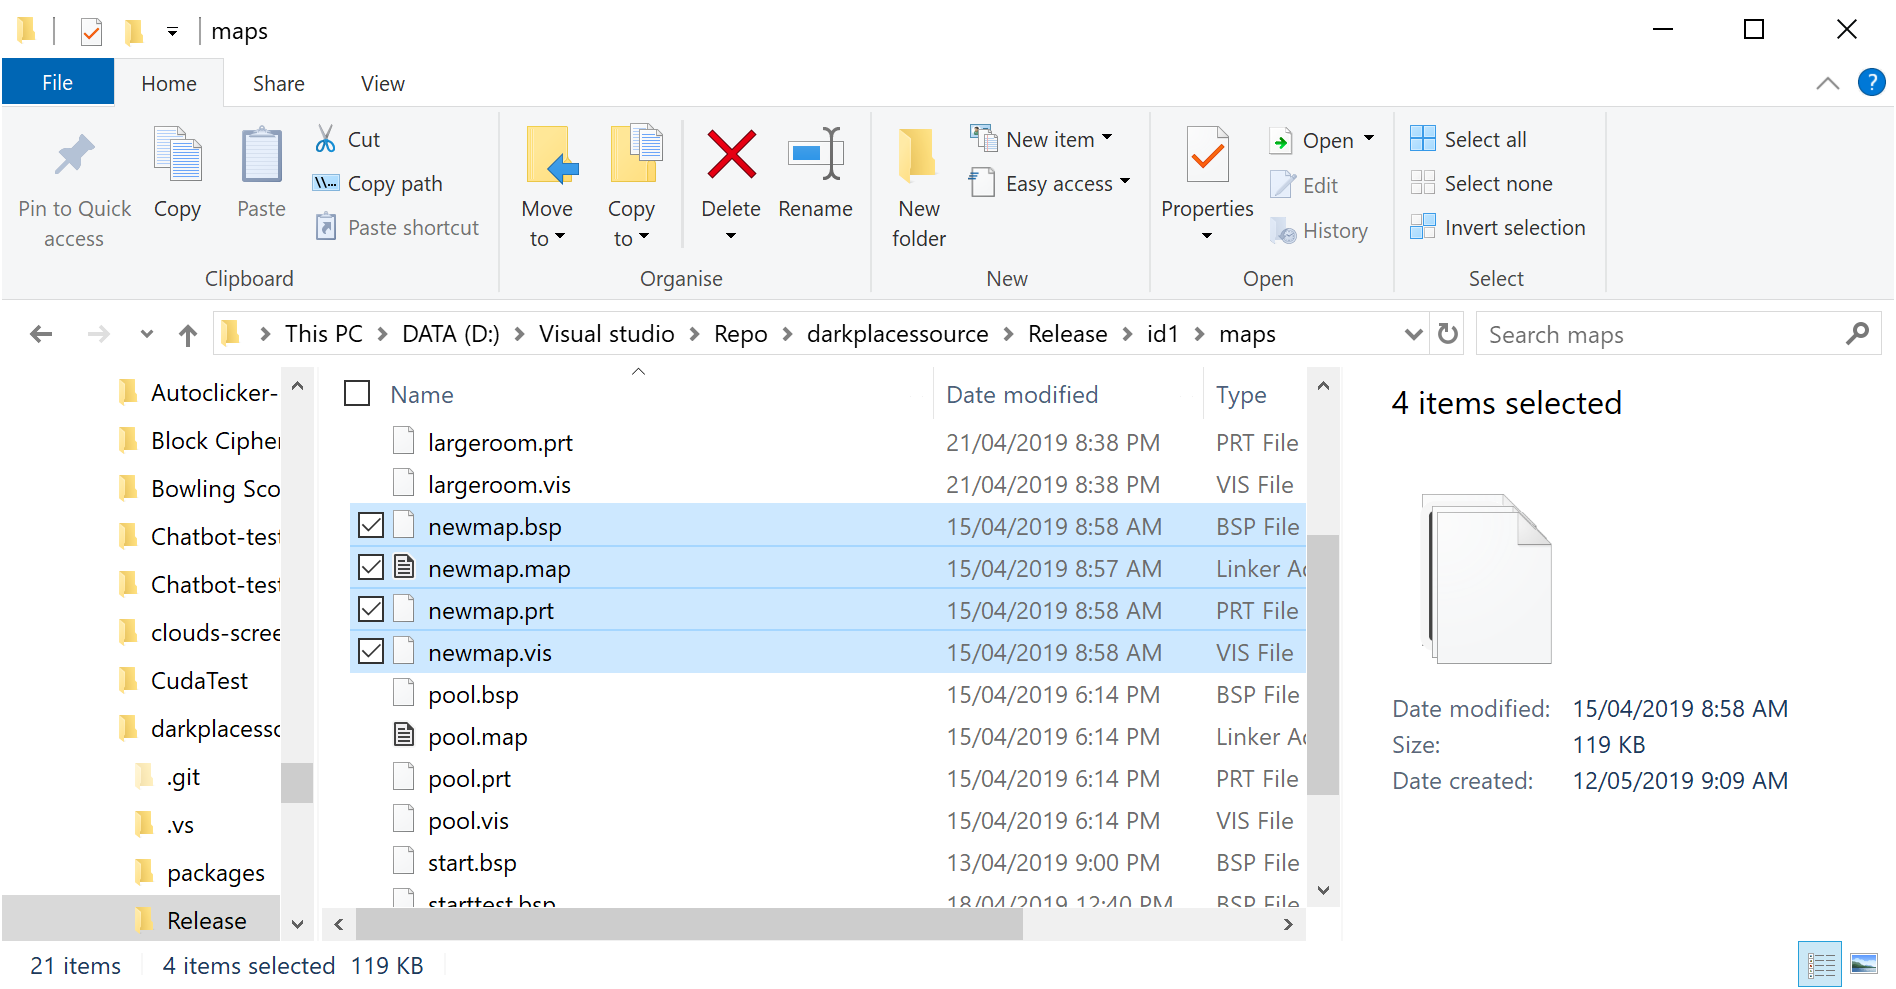 maps
File Home Share View
?
Pin to Quick access
Copy
Paste
Cut
Copy path
Paste shortcut
Clipboard
Move to
Copy to
Delete
Rename
Organise
New folder
New item
Easy access
New
Properties
Open
Edit
History
Open
Select all
Select none
Invert selection
Select
This PC DATA (D:) Visual studio Repo darkplacessource Release id1 maps
Search maps
Autoclicker-
Block Cipher
Bowling Sco
Chatbot-test
Chatbot-test
clouds-scree
CudaTest
darkplacessc
.git
.vs
packages
Release
Name Date modified Type
largeroom.prt 21/04/2019 8:38 PM PRT File
largeroom.vis 21/04/2019 8:38 PM VIS File
newmap.bsp 15/04/2019 8:58 AM BSP File
newmap.map 15/04/2019 8:57 AM Linker Ac
newmap.prt 15/04/2019 8:58 AM PRT File
newmap.vis 15/04/2019 8:58 AM VIS File
pool.bsp 15/04/2019 6:14 PM BSP File
pool.map 15/04/2019 6:14 PM Linker Ac
pool.prt 15/04/2019 6:14 PM PRT File
pool.vis 15/04/2019 6:14 PM VIS File
start.bsp 13/04/2019 9:00 PM BSP File
starttest.bsp 18/04/2019 12:40 PM BSP File
4 items selected
Date modified: 15/04/2019 8:58 AM
Size: 119 KB
Date created: 12/05/2019 9:09 AM
21 items 4 items selected 119 KB